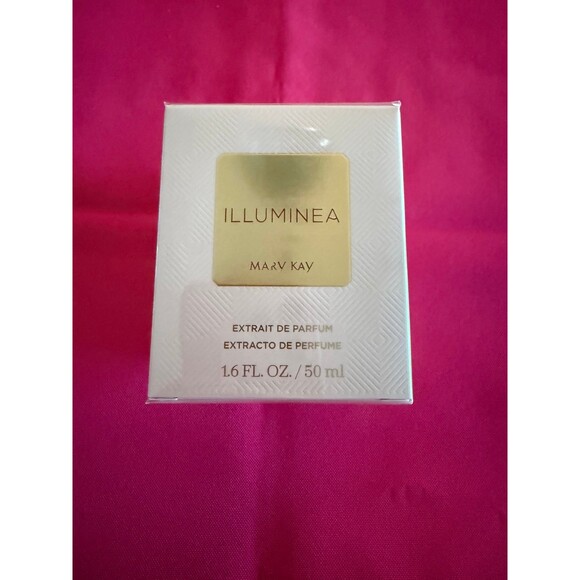 ILLUMINEA
MARY KAY
EXTRAIT DE PARFUM
EXTRACTO DE PERFUME
1.6 FL. OZ. / 50 ml